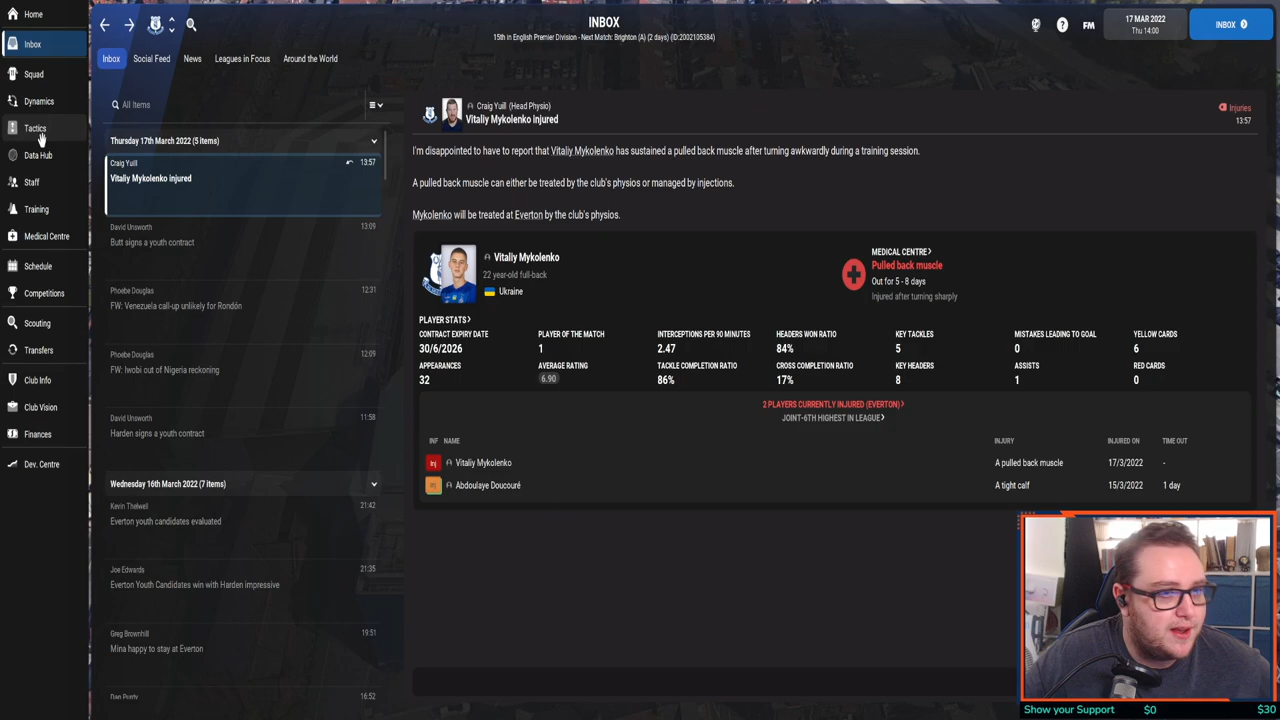 Home
Inbox
Squad
Dynamics
Tactics
Data Hub
Staff
Training
Medical Centre
Schedule
Competitions
Scouting
Transfers
Club Info
Club Vision
Finances
Dev. Centre
INBOX
15th in English Premier Division - Next Match: Brighton (A) (2 days) (ID:2002105384)
FM
17 MAR 2022
Thu 14:00
INBOX
Inbox
Social Feed
News
Leagues in Focus
Around the World
All Items
Thursday 17th March 2022 (5 items)
Craig Yuill
13:57
Vitaliy Mykolenko injured
David Unsworth
13:09
Butt signs a youth contract
Phoebe Douglas
12:31
FW: Venezuela call-up unlikely for Rondón
Phoebe Douglas
12:09
FW: Iwobi out of Nigeria reckoning
David Unsworth
11:58
Harden signs a youth contract
Wednesday 16th March 2022 (7 items)
Kevin Thelwell
21:42
Everton youth candidates evaluated
Joe Edwards
21:35
Everton Youth Candidates win with Harden impressive
Greg Brownhill
19:51
Mina happy to stay at Everton
Dan Purdy
16:52
Craig Yuill (Head Physio)
Vitaliy Mykolenko injured
Injuries
13:57
I'm disappointed to have to report that Vitaliy Mykolenko has sustained a pulled back muscle after turning awkwardly during a training session.
A pulled back muscle can either be treated by the club's physios or managed by injections.
Mykolenko will be treated at Everton by the club's physios.
Vitaliy Mykolenko
22 year-old full-back
Ukraine
MEDICAL CENTRE
Pulled back muscle
Out for 5 - 8 days
Injured after turning sharply
PLAYER STATS
CONTRACT EXPIRY DATE
PLAYER OF THE MATCH
INTERCEPTIONS PER 90 MINUTES
HEADERS WON RATIO
KEY TACKLES
MISTAKES LEADING TO GOAL
YELLOW CARDS
30/6/2026
1
2.47
84%
5
0
6
APPEARANCES
AVERAGE RATING
TACKLE COMPLETION RATIO
CROSS COMPLETION RATIO
KEY HEADERS
ASSISTS
RED CARDS
32
6.90
86%
17%
8
1
0
2 PLAYERS CURRENTLY INJURED (EVERTON)
JOINT-6TH HIGHEST IN LEAGUE
INF NAME
INJURY
INJURED ON
TIME OUT
Inj
Vitaliy Mykolenko
A pulled back muscle
17/3/2022
-
Inj
Abdoulaye Doucouré
A tight calf
15/3/2022
1 day
Show your Support
$0
$30